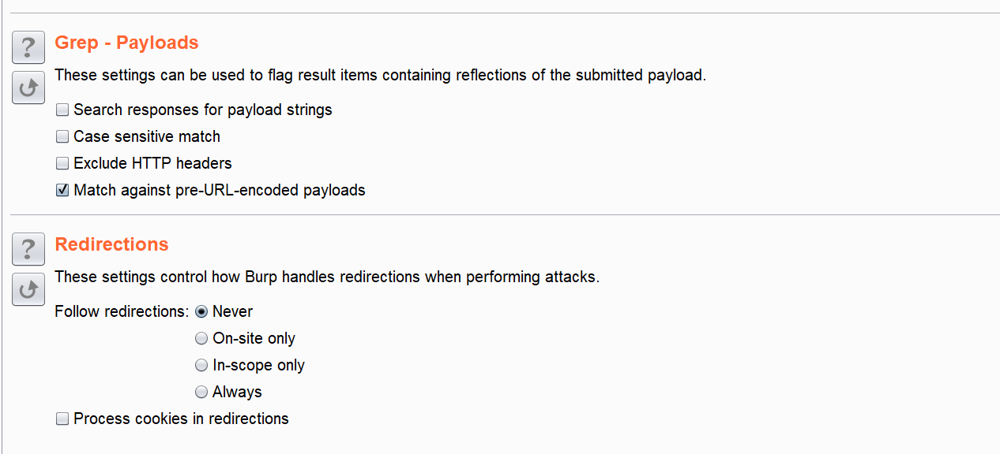 Grep - Payloads
These settings can be used to flag result items containing reflections of the submitted payload.
Search responses for payload strings
Case sensitive match
Exclude HTTP headers
Match against pre-URL-encoded payloads
Redirections
These settings control how Burp handles redirections when performing attacks.
Follow redirections: Never
On-site only
In-scope only
Always
Process cookies in redirections